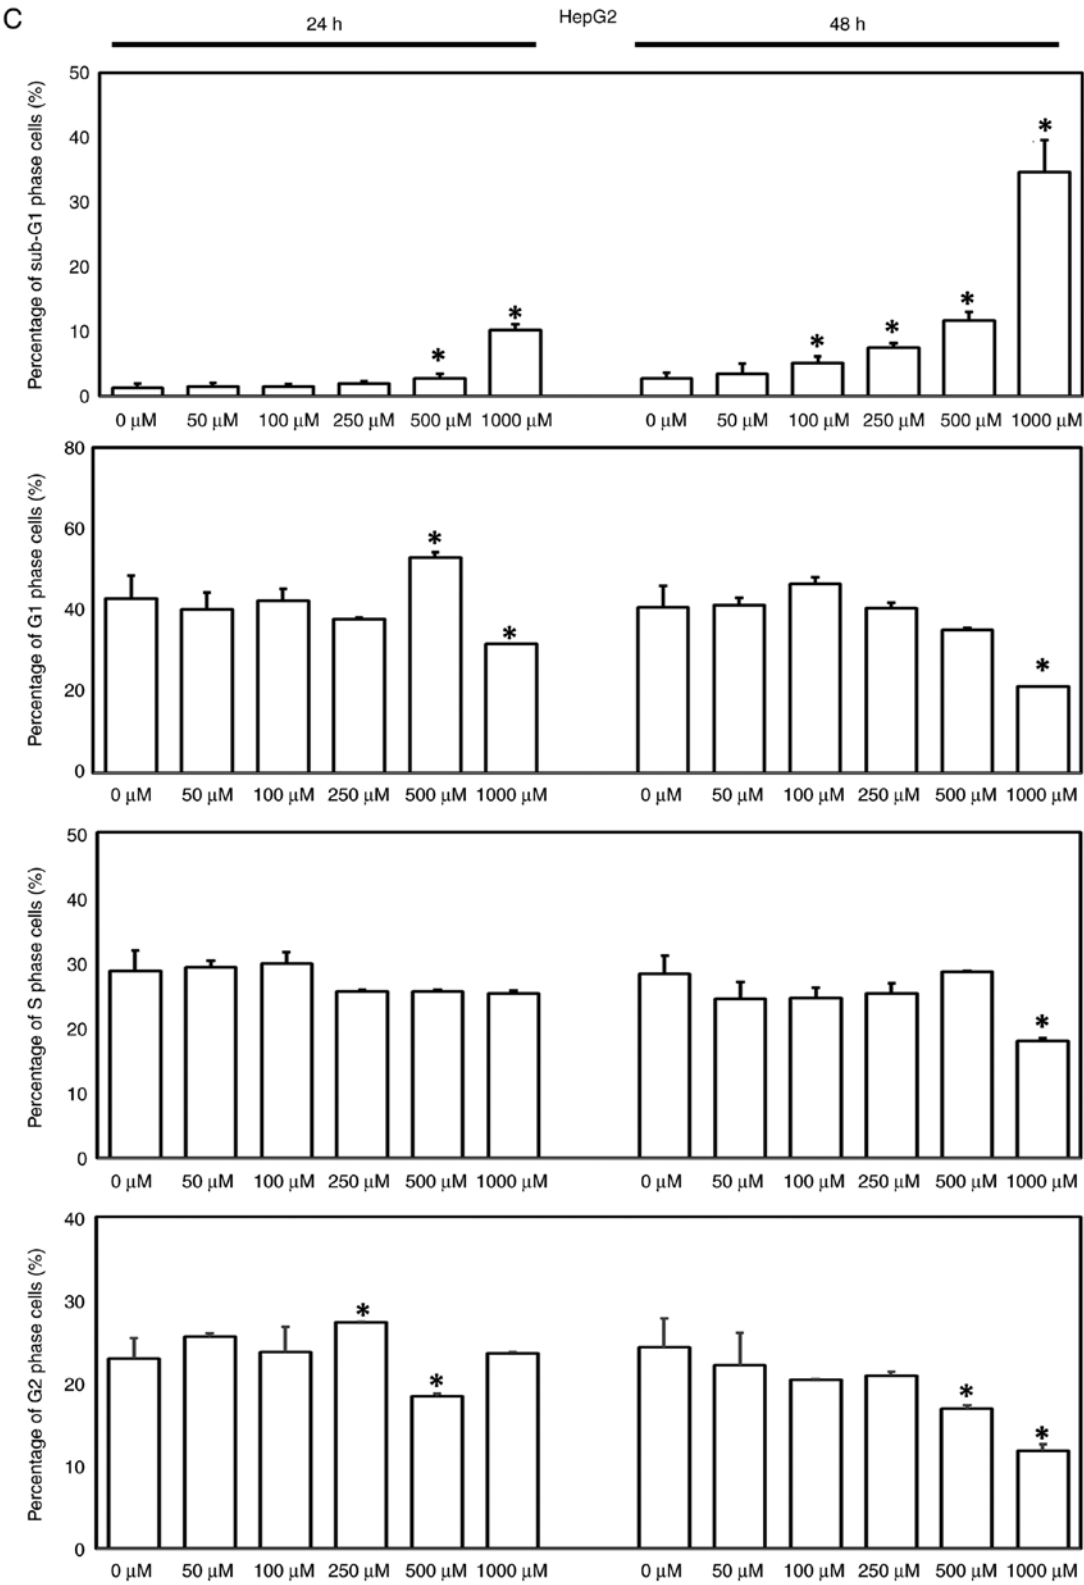 C
HepG2
24 h
48 h
Percentage of sub-G1 phase cells (%)
50
40
30
20
10
0
* * * * * *
0 µM 50 µM 100 µM 250 µM 500 µM 1000 µM 0 µM 50 µM 100 µM 250 µM 500 µM 1000 µM
Percentage of G1 phase cells (%)
80
60
40
20
0
* * *
0 µM 50 µM 100 µM 250 µM 500 µM 1000 µM 0 µM 50 µM 100 µM 250 µM 500 µM 1000 µM
Percentage of S phase cells (%)
50
40
30
20
10
0
*
0 µM 50 µM 100 µM 250 µM 500 µM 1000 µM 0 µM 50 µM 100 µM 250 µM 500 µM 1000 µM
Percentage of G2 phase cells (%)
40
30
20
10
0
* * * *
0 µM 50 µM 100 µM 250 µM 500 µM 1000 µM 0 µM 50 µM 100 µM 250 µM 500 µM 1000 µM